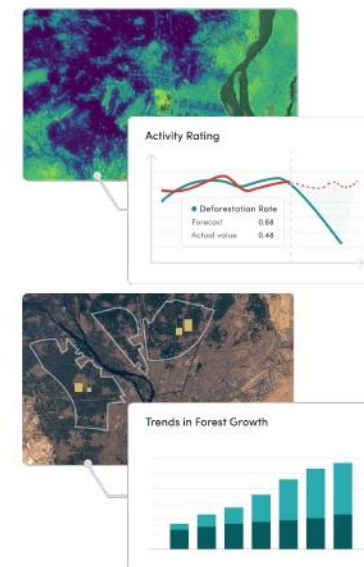 Activity Rating
Deforestation Rate
Forecast 0.68
Actual value 0.48
Trends in Forest Growth